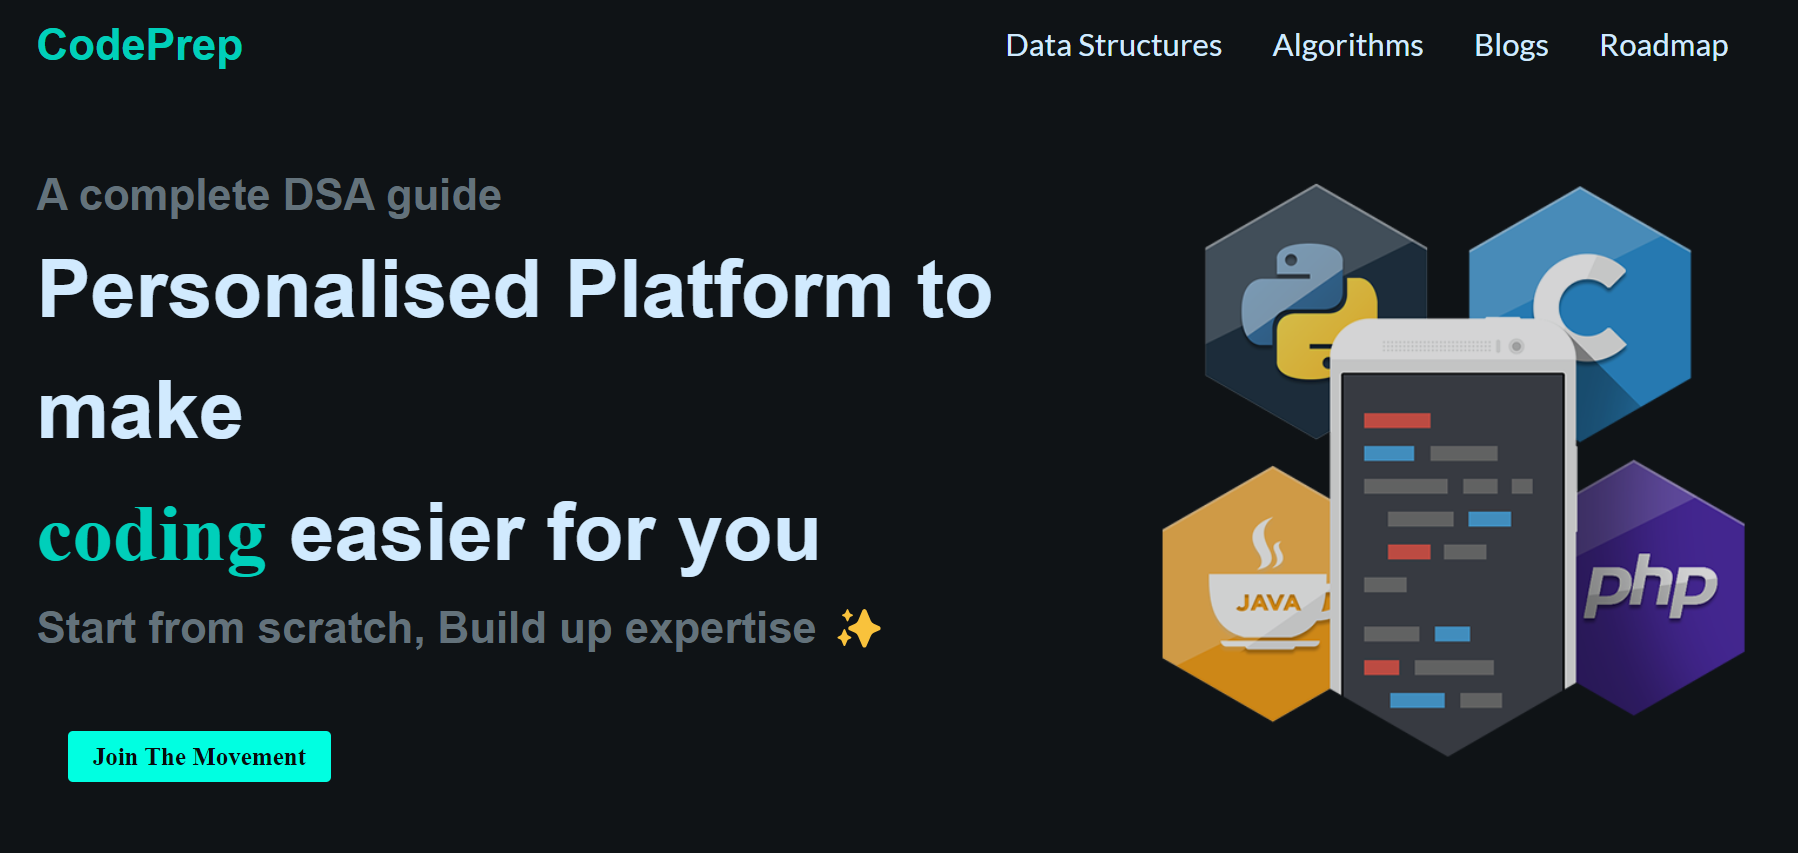 CodePrep
Data Structures Algorithms Blogs Roadmap
A complete DSA guide
Personalised Platform to
make
coding easier for you
Start from scratch, Build up expertise ✨
Join The Movement
C
JAVA
php